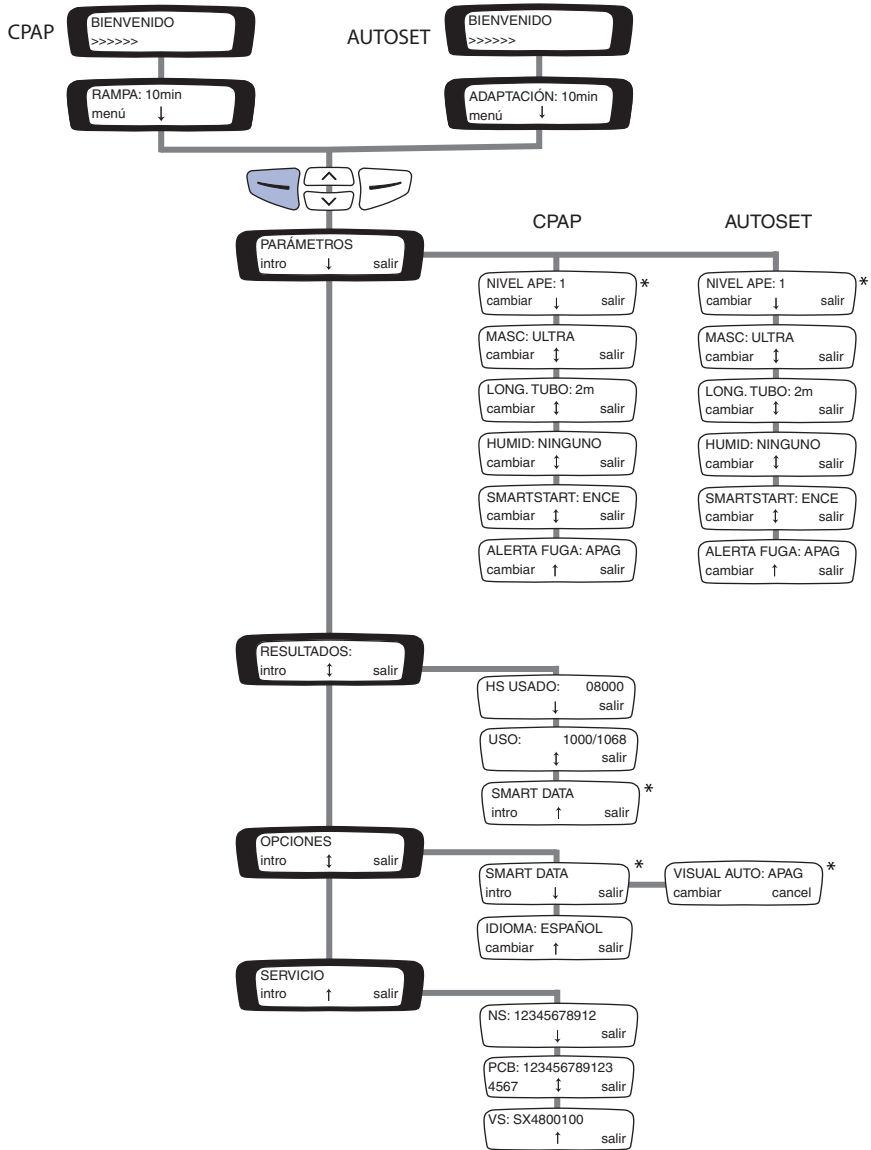 CPAP
BIENVENIDO
>>>>>>
AUTOSET
BIENVENIDO
>>>>>>
RAMPA: 10min
menú ↓
ADAPTACIÓN: 10min
menú ↓
PARÁMETROS
intro ↓ salir
CPAP
AUTOSET
NIVEL APE: 1 *
cambiar ↓ salir
MASC: ULTRA
cambiar ↕ salir
LONG. TUBO: 2m
cambiar ↕ salir
HUMID: NINGUNO
cambiar ↕ salir
SMARTSTART: ENCE
cambiar ↕ salir
ALERTA FUGA: APAG
cambiar ↑ salir
NIVEL APE: 1 *
cambiar ↓ salir
MASC: ULTRA
cambiar ↕ salir
LONG. TUBO: 2m
cambiar ↕ salir
HUMID: NINGUNO
cambiar ↕ salir
SMARTSTART: ENCE
cambiar ↕ salir
ALERTA FUGA: APAG
cambiar ↑ salir
RESULTADOS:
intro ↕ salir
HS USADO: 08000
↓ salir
USO: 1000/1068
↕ salir
SMART DATA *
intro ↑ salir
OPCIONES
intro ↕ salir
SMART DATA *
intro ↓ salir
VISUAL AUTO: APAG *
cambiar cancel
IDIOMA: ESPAÑOL
cambiar ↑ salir
SERVICIO
intro ↑ salir
NS: 12345678912
↓ salir
PCB: 123456789123
4567 ↕ salir
VS: SX4800100
↑ salir